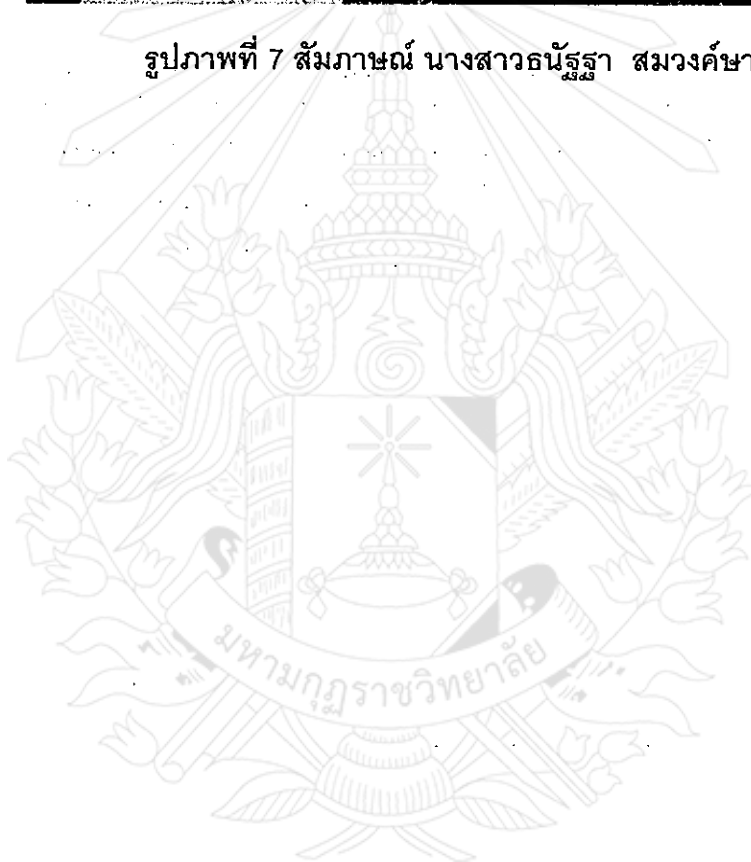 รูปภาพที่ 7 สัมภาษณ์ นางสาวธนัฐฐา สมวงค์ษา
มหามกุฏราชวิทยาลัย